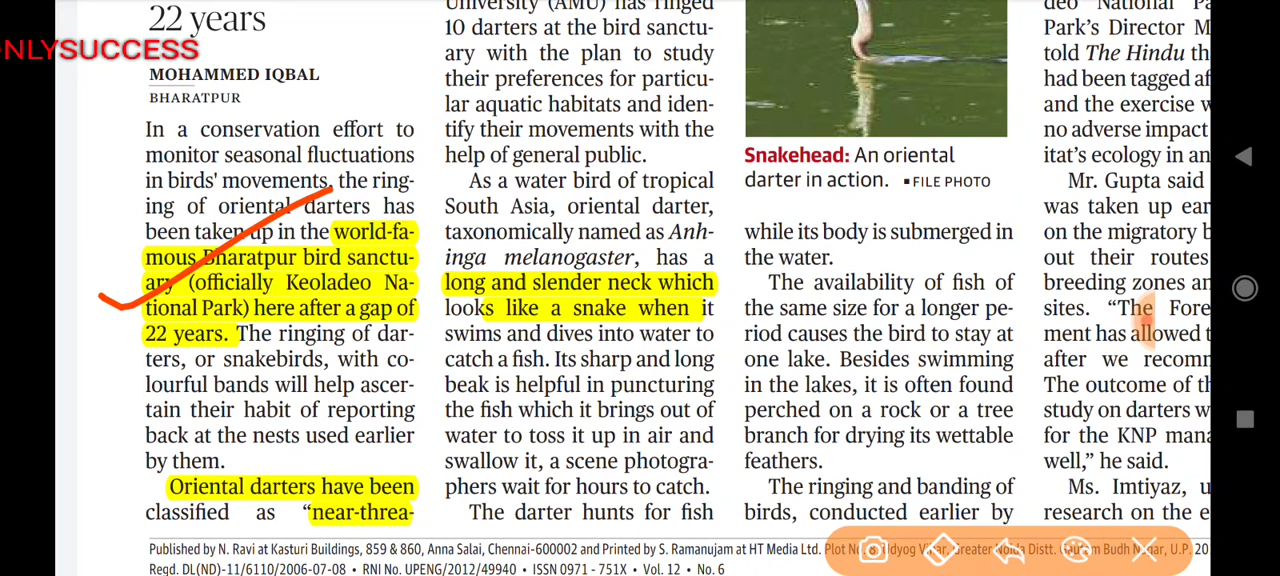 22 years
NLYSUCCESS
MOHAMMED IQBAL
BHARATPUR
In a conservation effort to
monitor seasonal fluctuations
in birds' movements, the ring-
ing of oriental darters has
been taken up in the world-fa-
mous Bharatpur bird sanctu-
ary (officially Keoladeo Na-
tional Park) here after a gap of
22 years. The ringing of dar-
ters, or snakebirds, with co-
lourful bands will help ascer-
tain their habit of reporting
back at the nests used earlier
by them.
Oriental darters have been
classified as “near-threa-
University (AMU) has ringed
10 darters at the bird sanctu-
ary with the plan to study
their preferences for particu-
lar aquatic habitats and iden-
tify their movements with the
help of general public.
As a water bird of tropical
South Asia, oriental darter,
taxonomically named as Anh-
inga melanogaster, has a
long and slender neck which
looks like a snake when it
swims and dives into water to
catch a fish. Its sharp and long
beak is helpful in puncturing
the fish which it brings out of
water to toss it up in air and
swallow it, a scene photogra-
phers wait for hours to catch.
The darter hunts for fish
Snakehead: An oriental
darter in action. ▪FILE PHOTO
while its body is submerged in
the water.
The availability of fish of
the same size for a longer pe-
riod causes the bird to stay at
one lake. Besides swimming
in the lakes, it is often found
perched on a rock or a tree
branch for drying its wettable
feathers.
The ringing and banding of
birds, conducted earlier by
deo National Pa
Park's Director M
told The Hindu th
had been tagged af
and the exercise w
no adverse impact
itat's ecology in an
Mr. Gupta said
was taken up ear
on the migratory b
out their routes
breeding zones an
sites. “The Fore
ment has allowed t
after we recomm
The outcome of th
study on darters w
for the KNP mana
well,” he said.
Ms. Imtiyaz, u
research on the e
Published by N. Ravi at Kasturi Buildings, 859 & 860, Anna Salai, Chennai-600002 and Printed by S. Ramanujam at HT Media Ltd. Plot No. 8, Udyog Vihar, Greater Noida Distt. Gautam Budh Nagar, U.P. 20
Regd. DL(ND)-11/6110/2006-07-08 • RNI No. UPENG/2012/49940 • ISSN 0971 - 751X • Vol. 12 • No. 6